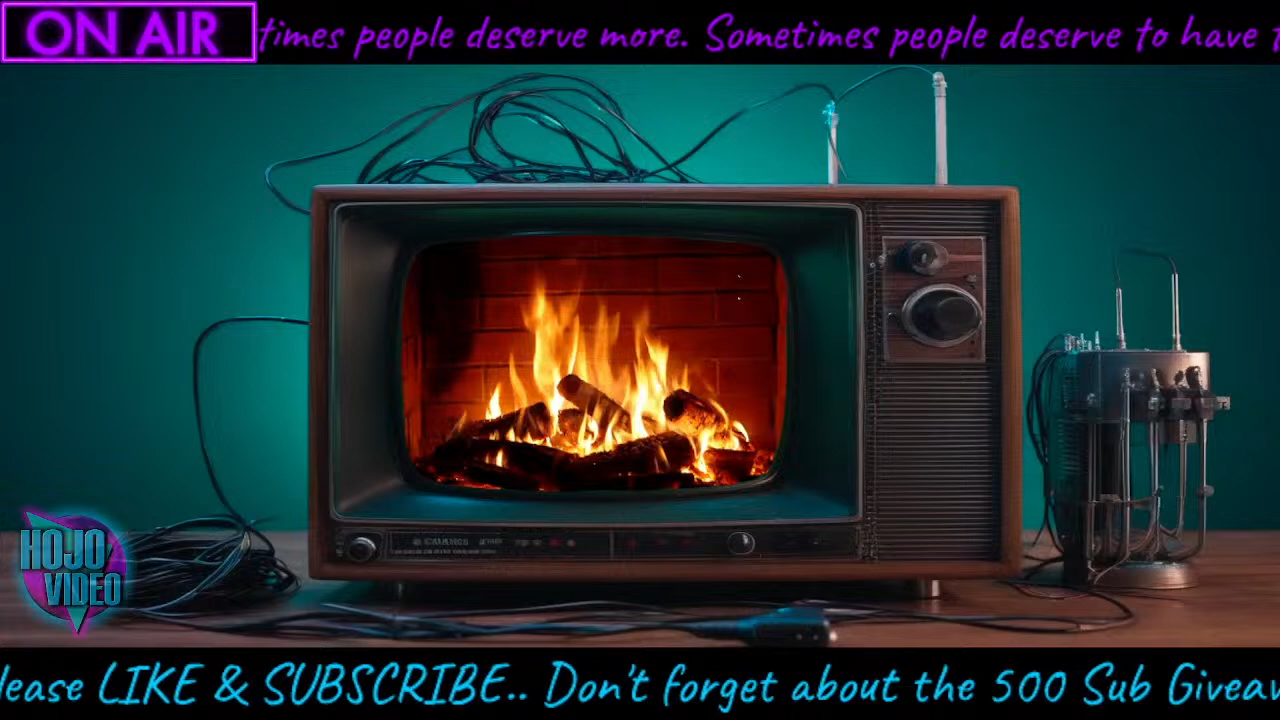 ON AIR
times people deserve more. Sometimes people deserve to have
HOJO
VIDEO
lease LIKE & SUBSCRIBE.. Don't forget about the 500 Sub Giveaw